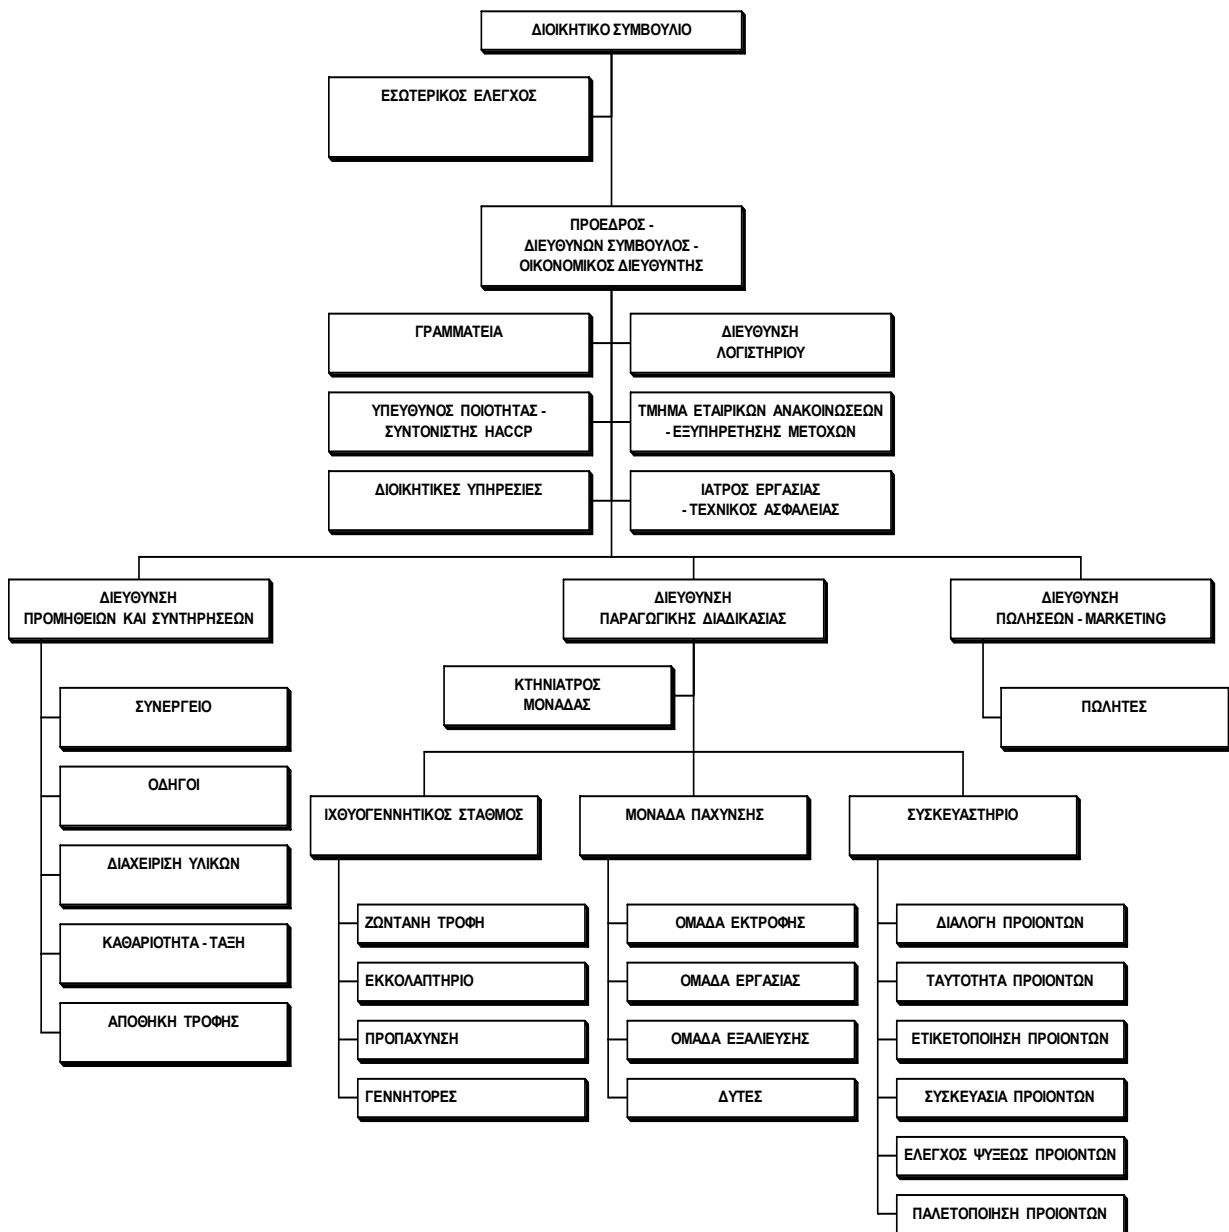 ΔΙΟΙΚΗΤΙΚΟ ΣΥΜΒΟΥΛΙΟ
ΕΣΩΤΕΡΙΚΟΣ ΕΛΕΓΧΟΣ
ΠΡΟΕΔΡΟΣ -
ΔΙΕΥΘΥΝΩΝ ΣΥΜΒΟΥΛΟΣ -
ΟΙΚΟΝΟΜΙΚΟΣ ΔΙΕΥΘΥΝΤΗΣ
ΓΡΑΜΜΑΤΕΙΑ
ΔΙΕΥΘΥΝΣΗ
ΛΟΓΙΣΤΗΡΙΟΥ
ΥΠΕΥΘΥΝΟΣ ΠΟΙΟΤΗΤΑΣ -
ΣΥΝΤΟΝΙΣΤΗΣ HACCP
ΤΜΗΜΑ ΕΤΑΙΡΙΚΩΝ ΑΝΑΚΟΙΝΩΣΕΩΝ
- ΕΞΥΠΗΡΕΤΗΣΗΣ ΜΕΤΟΧΩΝ
ΔΙΟΙΚΗΤΙΚΕΣ ΥΠΗΡΕΣΙΕΣ
ΙΑΤΡΟΣ ΕΡΓΑΣΙΑΣ
- ΤΕΧΝΙΚΟΣ ΑΣΦΑΛΕΙΑΣ
ΔΙΕΥΘΥΝΣΗ
ΠΡΟΜΗΘΕΙΩΝ ΚΑΙ ΣΥΝΤΗΡΗΣΕΩΝ
ΔΙΕΥΘΥΝΣΗ
ΠΑΡΑΓΩΓΙΚΗΣ ΔΙΑΔΙΚΑΣΙΑΣ
ΔΙΕΥΘΥΝΣΗ
ΠΩΛΗΣΕΩΝ - MARKETING
ΣΥΝΕΡΓΕΙΟ
ΟΔΗΓΟΙ
ΔΙΑΧΕΙΡΙΣΗ ΥΛΙΚΩΝ
ΚΑΘΑΡΙΟΤΗΤΑ - ΤΑΞΗ
ΑΠΟΘΗΚΗ ΤΡΟΦΗΣ
ΚΤΗΝΙΑΤΡΟΣ
ΜΟΝΑΔΑΣ
ΠΩΛΗΤΕΣ
ΙΧΘΥΟΓΕΝΝΗΤΙΚΟΣ ΣΤΑΘΜΟΣ
ΖΩΝΤΑΝΗ ΤΡΟΦΗ
ΕΚΚΟΛΑΠΤΗΡΙΟ
ΠΡΟΠΑΧΥΝΣΗ
ΓΕΝΝΗΤΟΡΕΣ
ΜΟΝΑΔΑ ΠΑΧΥΝΣΗΣ
ΟΜΑΔΑ ΕΚΤΡΟΦΗΣ
ΟΜΑΔΑ ΕΡΓΑΣΙΑΣ
ΟΜΑΔΑ ΕΞΑΛΙΕΥΣΗΣ
ΔΥΤΕΣ
ΣΥΣΚΕΥΑΣΤΗΡΙΟ
ΔΙΑΛΟΓΗ ΠΡΟΙΟΝΤΩΝ
ΤΑΥΤΟΤΗΤΑ ΠΡΟΙΟΝΤΩΝ
ΕΤΙΚΕΤΟΠΟΙΗΣΗ ΠΡΟΙΟΝΤΩΝ
ΣΥΣΚΕΥΑΣΙΑ ΠΡΟΙΟΝΤΩΝ
ΕΛΕΓΧΟΣ ΨΥΞΕΩΣ ΠΡΟΙΟΝΤΩΝ
ΠΑΛΕΤΟΠΟΙΗΣΗ ΠΡΟΙΟΝΤΩΝ